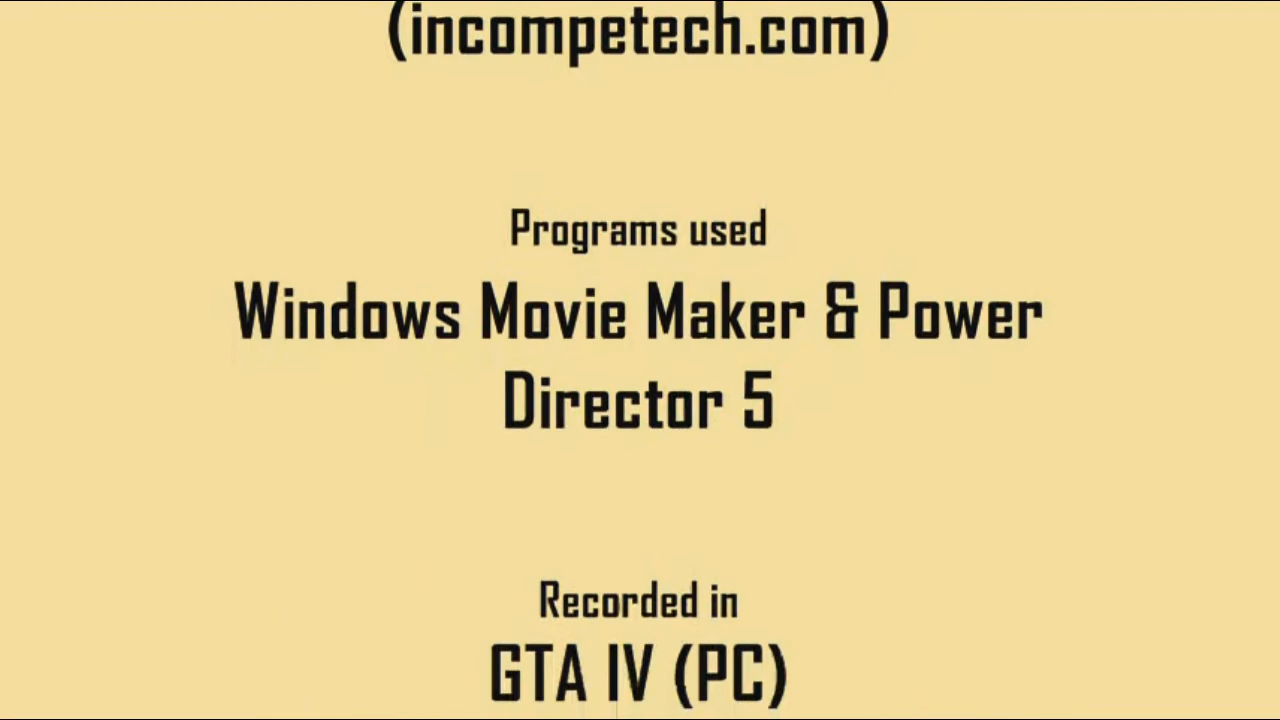 (incompetech.com)
Programs used
Windows Movie Maker & Power
Director 5
Recorded in
GTA IV (PC)